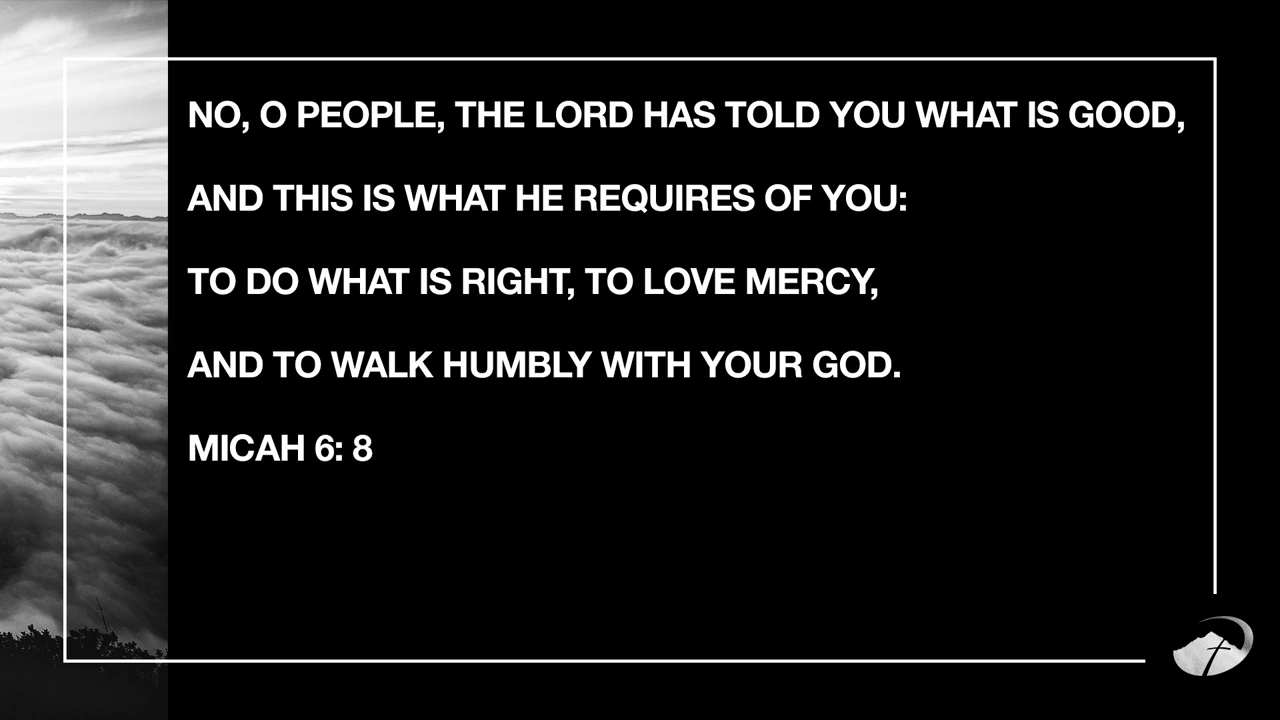 NO, O PEOPLE, THE LORD HAS TOLD YOU WHAT IS GOOD,
AND THIS IS WHAT HE REQUIRES OF YOU:
TO DO WHAT IS RIGHT, TO LOVE MERCY,
AND TO WALK HUMBLY WITH YOUR GOD.
MICAH 6: 8